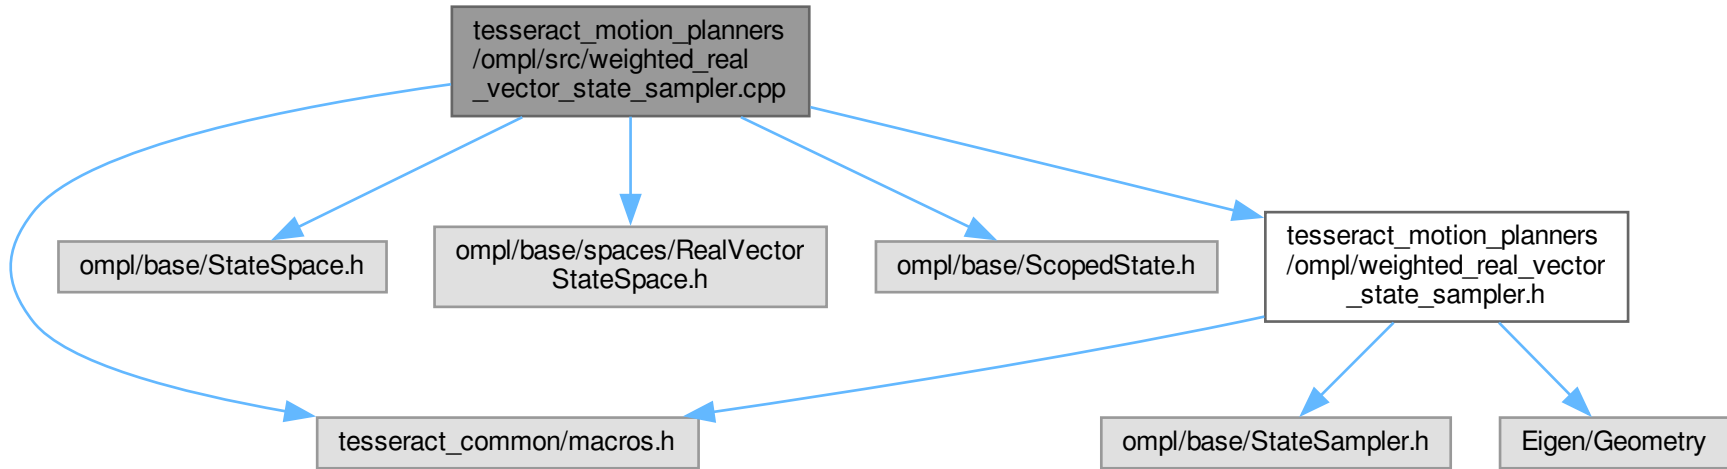 tesseract_motion_planners
/ompl/src/weighted_real
_vector_state_sampler.cpp
ompl/base/StateSpace.h
ompl/base/spaces/RealVector
StateSpace.h
ompl/base/ScopedState.h
tesseract_motion_planners
/ompl/weighted_real_vector
_state_sampler.h
tesseract_common/macros.h
ompl/base/StateSampler.h
Eigen/Geometry